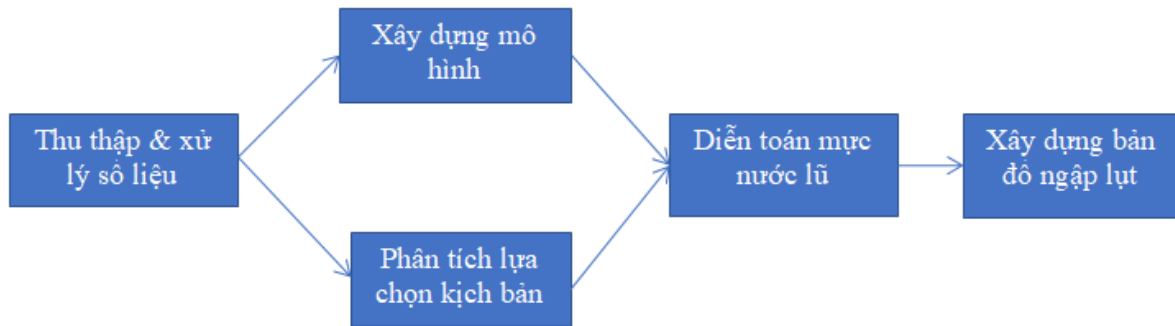 Thu thập & xử
lý số liệu
Xây dựng mô
hình
Phân tích lựa
chọn kịch bản
Diễn toán mực
nước lũ
Xây dựng bản
đồ ngập lụt